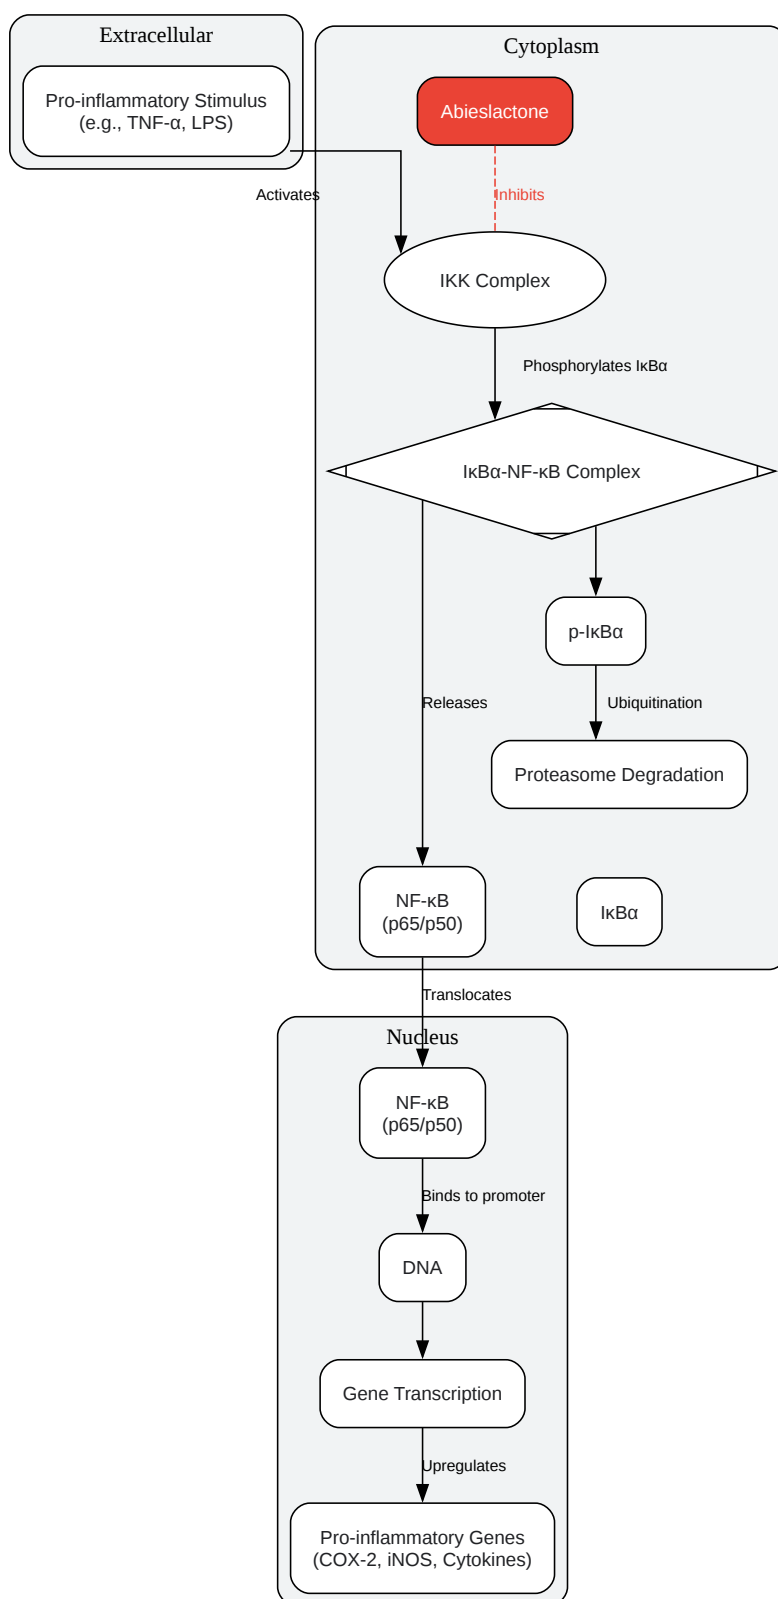 Extracellular
Pro-inflammatory Stimulus
(e.g., TNF-α, LPS)
Cytoplasm
Abieslactone
Activates
Inhibits
IKK Complex
Phosphorylates IκBα
IκBα-NF-κB Complex
p-IκBα
Releases
Ubiquitination
Proteasome Degradation
NF-κB
(p65/p50)
IκBα
Translocates
Nucleus
NF-κB
(p65/p50)
Binds to promoter
DNA
Gene Transcription
Upregulates
Pro-inflammatory Genes
(COX-2, iNOS, Cytokines)